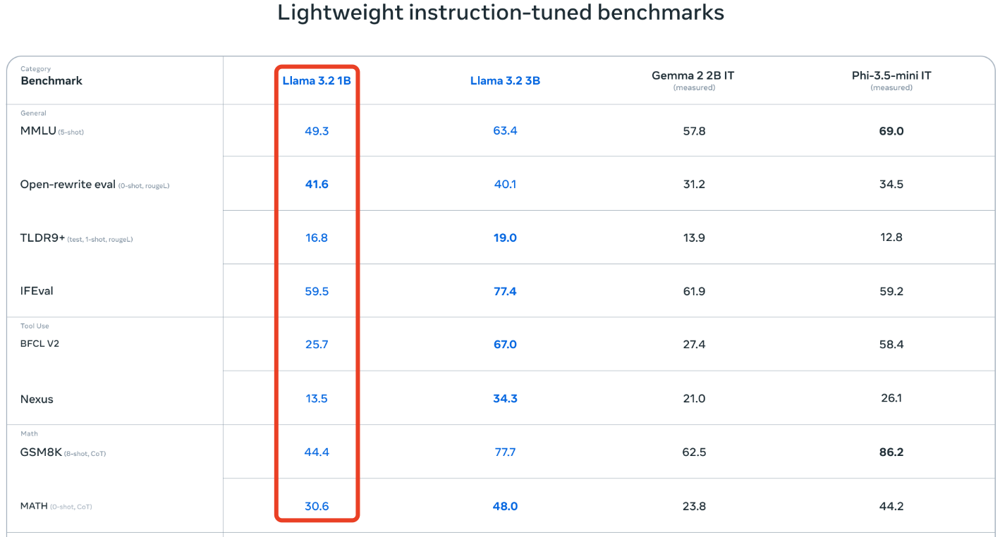 Lightweight instruction-tuned benchmarks
Category
Benchmark Llama 3.2 1B Llama 3.2 3B Gemma 2 2B IT (measured) Phi-3.5-mini IT (measured)
General
MMLU (5-shot) 49.3 63.4 57.8 69.0
Open-rewrite eval (0-shot, rougeL) 41.6 40.1 31.2 34.5
TLDR9+ (test, 1-shot, rougeL) 16.8 19.0 13.9 12.8
IFEval 59.5 77.4 61.9 59.2
Tool Use
BFCL V2 25.7 67.0 27.4 58.4
Nexus 13.5 34.3 21.0 26.1
Math
GSM8K (8-shot, CoT) 44.4 77.7 62.5 86.2
MATH (0-shot, CoT) 30.6 48.0 23.8 44.2